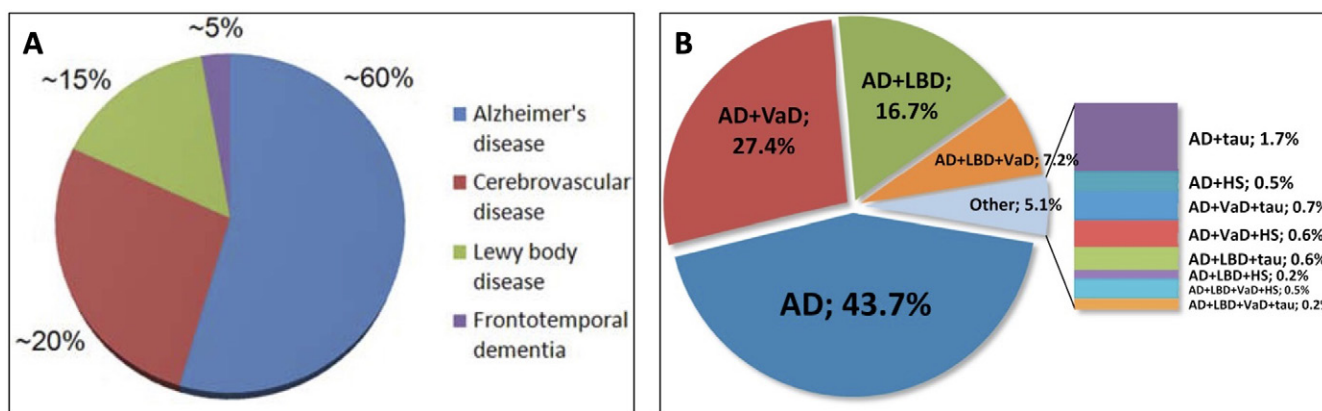 A
~5%
~15%
~60%
~20%
Alzheimer's
disease
Cerebrovascular
disease
Lewy body
disease
Frontotemporal
dementia
B
AD+VaD;
27.4%
AD+LBD;
16.7%
AD+LBD+VaD; 7.2%
Other; 5.1%
AD; 43.7%
AD+tau; 1.7%
AD+HS; 0.5%
AD+VaD+tau; 0.7%
AD+VaD+HS; 0.6%
AD+LBD+tau; 0.6%
AD+LBD+HS; 0.2%
AD+LBD+VaD+HS; 0.5%
AD+LBD+VaD+tau; 0.2%